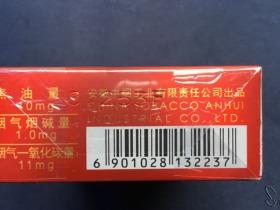 焦油量
0mg
烟气烟碱量
1.0mg
烟气一氧化碳量
11mg
安徽中烟工业有限责任公司出品
CHINA TOBACCO ANHUI
INDUSTRIAL CO.,LTD.
6 901028 132237